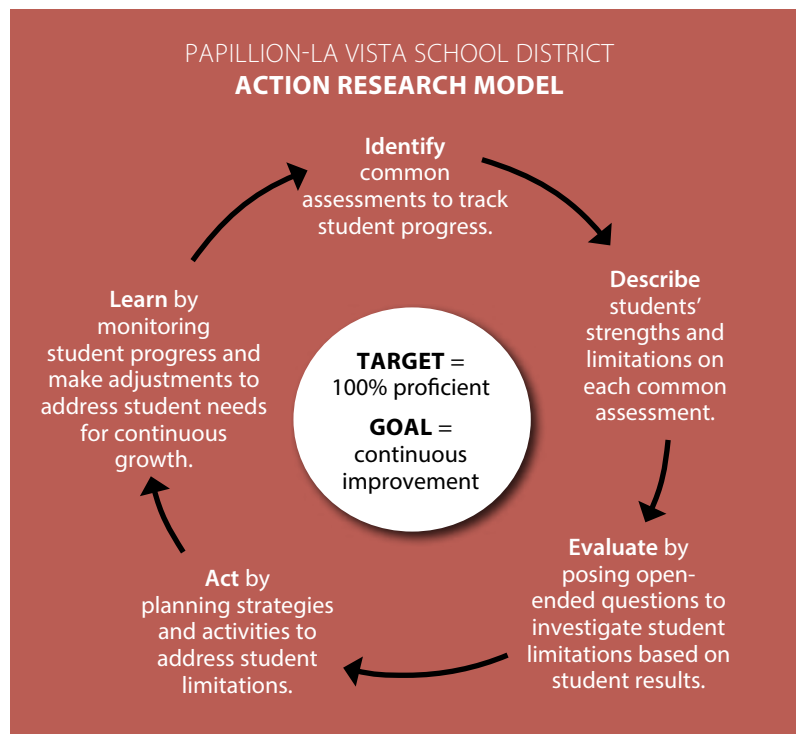 PAPILLION-LA VISTA SCHOOL DISTRICT
ACTION RESEARCH MODEL
Identify
common
assessments to track
student progress.
Describe
students’
strengths and
limitations on
each common
assessment.
Evaluate by
posing open-
ended questions to
investigate student
limitations based on
student results.
Act by
planning strategies
and activities to
address student
limitations.
Learn by
monitoring
student progress and
make adjustments to
address student needs
for continuous
growth.
TARGET =
100% proficient
GOAL =
continuous
improvement